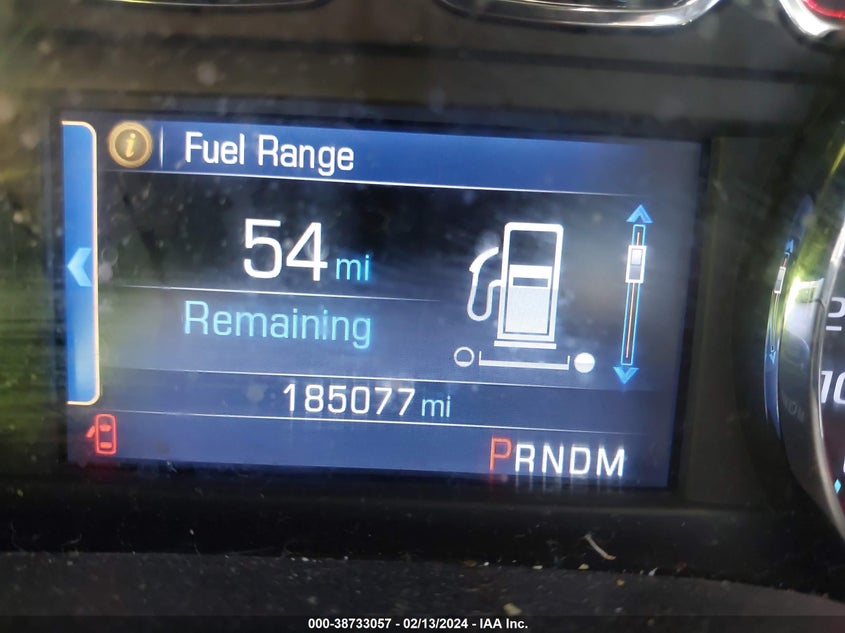 i Fuel Range
54 mi
Remaining
185077 mi
PRNDM
000-38733057 - 02/13/2024 - IAA Inc.